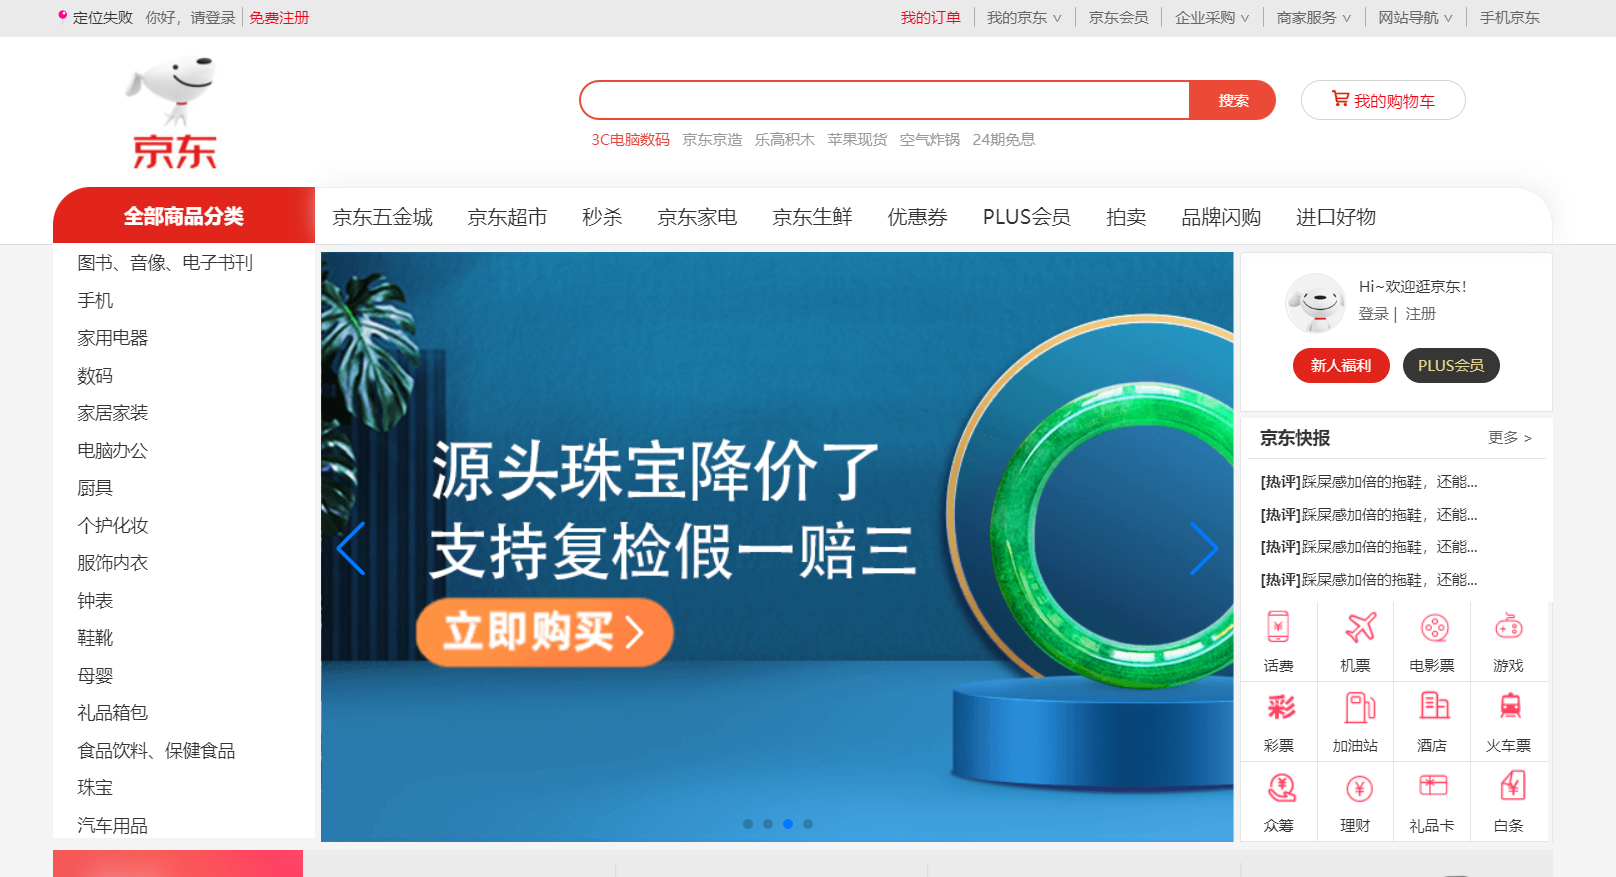 定位失败 你好，请登录 免费注册 我的订单 我的京东 京东会员 企业采购 商家服务 网站导航 手机京东
京东
搜索
我的购物车
3C电脑数码 京东京造 乐高积木 苹果现货 空气炸锅 24期免息
全部商品分类 京东五金城 京东超市 秒杀 京东家电 京东生鲜 优惠券 PLUS会员 拍卖 品牌闪购 进口好物
图书、音像、电子书刊
手机
家用电器
数码
家居家装
电脑办公
厨具
个护化妆
服饰内衣
钟表
鞋靴
母婴
礼品箱包
食品饮料、保健食品
珠宝
汽车用品
源头珠宝降价了
支持复检假一赔三
立即购买
Hi~欢迎逛京东!
登录 | 注册
新人福利 PLUS会员
京东快报 更多 >
[热评]踩屎感加倍的拖鞋，还能...
[热评]踩屎感加倍的拖鞋，还能...
[热评]踩屎感加倍的拖鞋，还能...
[热评]踩屎感加倍的拖鞋，还能...
话费 机票 电影票 游戏
彩
彩票 加油站 酒店 火车票
众筹 理财 礼品卡 白条